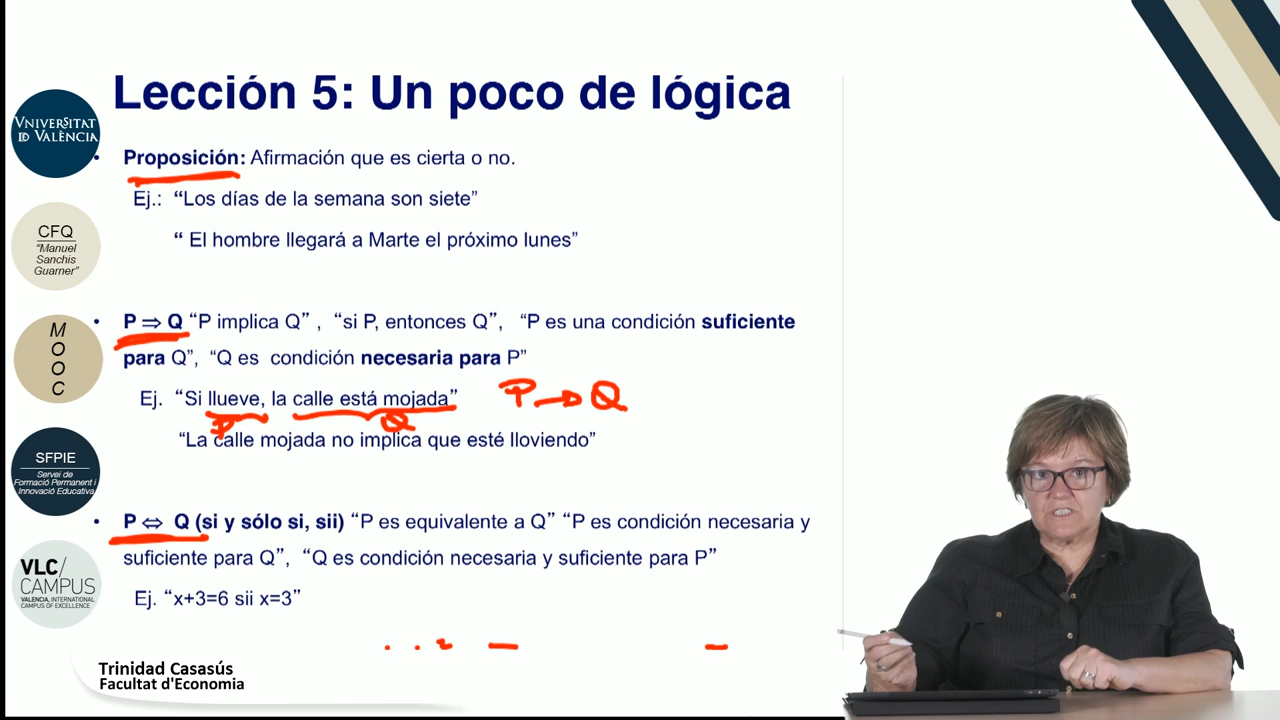 Lección 5: Un poco de lógica
VNIVERSITAT
ID VALÈNCIA
• Proposición: Afirmación que es cierta o no.
Ej.: “Los días de la semana son siete”
“ El hombre llegará a Marte el próximo lunes”
CFQ
“Manuel
Sanchis
Guarner”
• P ⇒ Q “P implica Q” , “si P, entonces Q”, “P es una condición suficiente
para Q”, “Q es condición necesaria para P”
M
O
O
C
Ej. “Si llueve, la calle está mojada” P → Q
P Q
“La calle mojada no implica que esté lloviendo”
SFPIE
Servei de
Formació Permanent i
Innovació Educativa
• P ⇔ Q (si y sólo si, sii) “P es equivalente a Q” “P es condición necesaria y
suficiente para Q”, “Q es condición necesaria y suficiente para P”
Ej. “x+3=6 sii x=3”
VLC/
CAMPUS
VALENCIA, INTERNATIONAL
CAMPUS OF EXCELLENCE
Trinidad Casasús
Facultat d'Economia